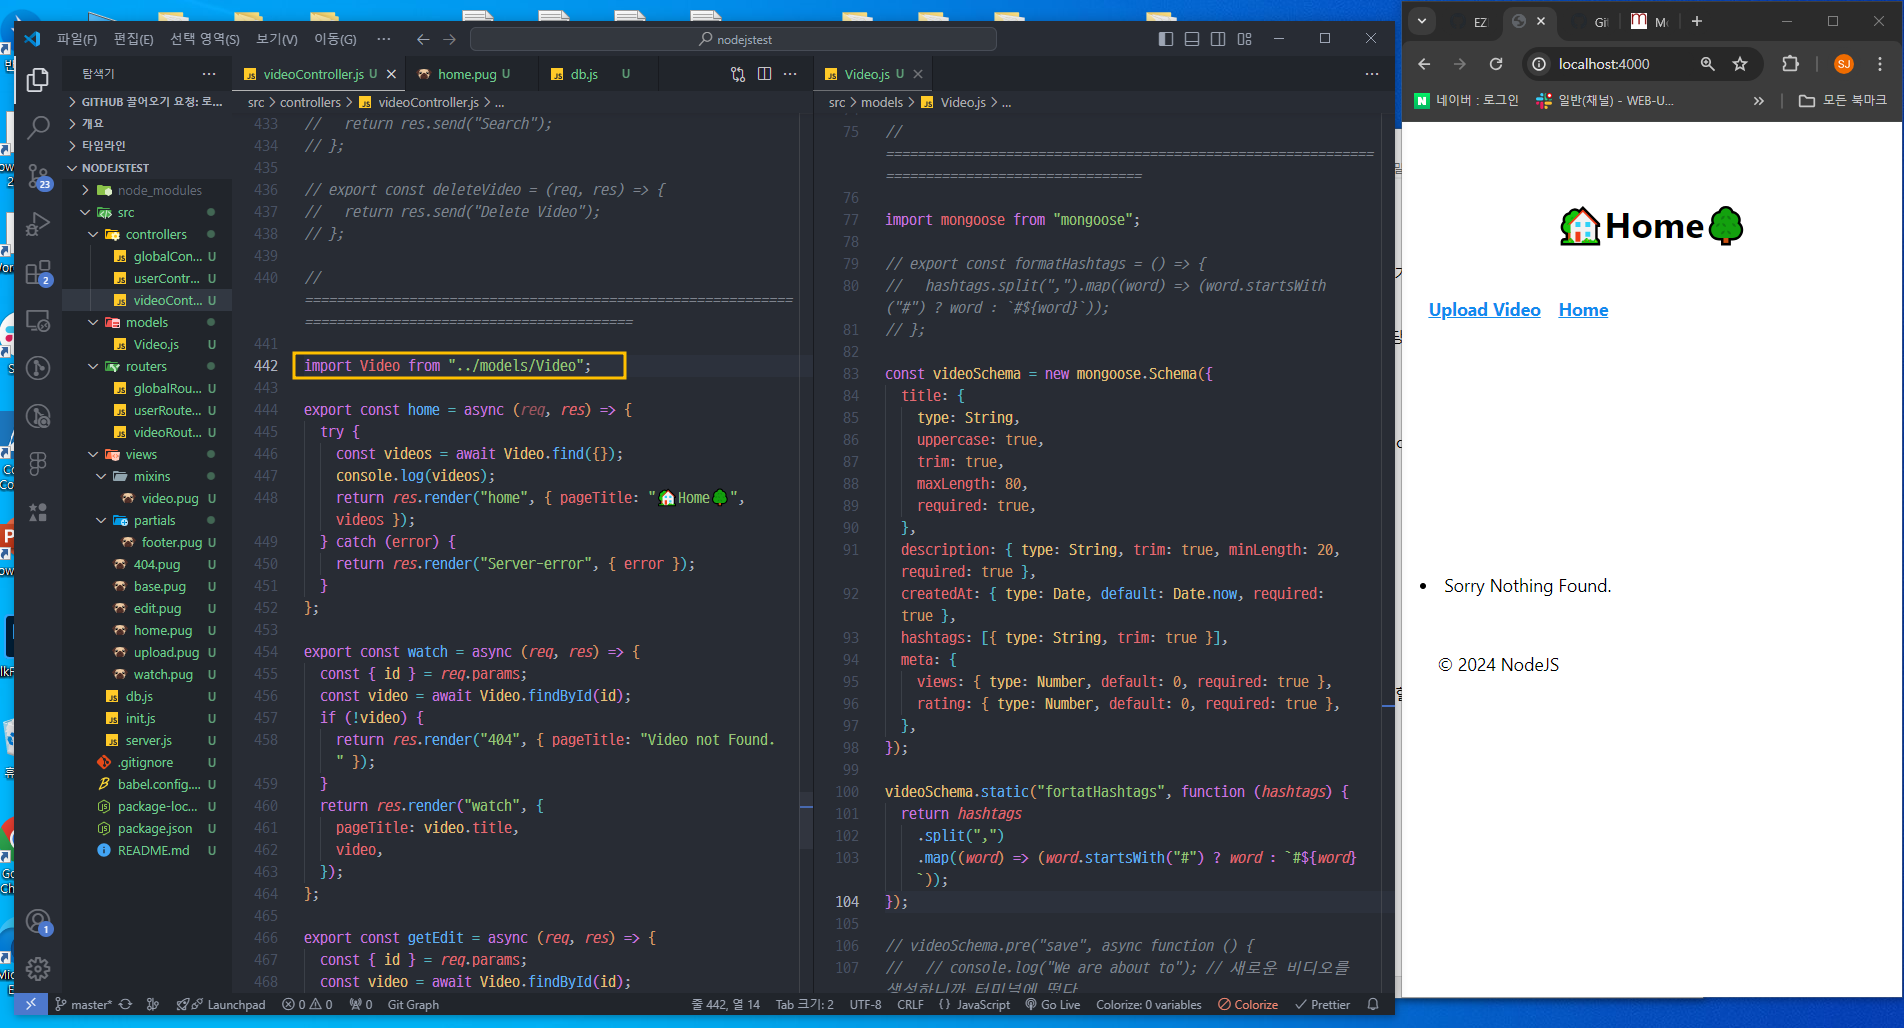 파일(F) 편집(E) 선택 영역(S) 보기(V) 이동(G) ··· nodejstest
탐색기 ···
GITHUB 끌어오기 요청: 로...
개요
타임라인
NODEJSTEST
node_modules
src
controllers
globalCon... U
userContr... U
videoCont... U
models
Video.js U
routers
globalRou... U
userRoute... U
videoRout... U
views
mixins
video.pug U
partials
footer.pug U
404.pug U
base.pug U
edit.pug U
home.pug U
upload.pug U
watch.pug U
db.js U
init.js U
server.js U
.gitignore U
babel.config.... U
package-loc... U
package.json U
README.md U
23
2
1
videoController.js U home.pug U db.js U
src > controllers > videoController.js > ...
433 //   return res.send("Search");
434 // };
435
436 // export const deleteVideo = (req, res) => {
437 //   return res.send("Delete Video");
438 // };
439
440 //
=============================================================
=========================================
441
442 import Video from "../models/Video";
443
444 export const home = async (req, res) => {
445   try {
446     const videos = await Video.find({});
447     console.log(videos);
448     return res.render("home", { pageTitle: "🏠Home🌳",
videos });
449   } catch (error) {
450     return res.render("Server-error", { error });
451   }
452 };
453
454 export const watch = async (req, res) => {
455   const { id } = req.params;
456   const video = await Video.findById(id);
457   if (!video) {
458     return res.render("404", { pageTitle: "Video not Found.
" });
459   }
460   return res.render("watch", {
461     pageTitle: video.title,
462     video,
463   });
464 };
465
466 export const getEdit = async (req, res) => {
467   const { id } = req.params;
468   const video = await Video.findById(id);
Video.js U
src > models > Video.js > ...
75 //
=============================================================
================================
76
77 import mongoose from "mongoose";
78
79 // export const formatHashtags = () => {
80 //   hashtags.split(",").map((word) => (word.startsWith
("#") ? word : `#${word}`));
81 // };
82
83 const videoSchema = new mongoose.Schema({
84   title: {
85     type: String,
86     uppercase: true,
87     trim: true,
88     maxLength: 80,
89     required: true,
90   },
91   description: { type: String, trim: true, minLength: 20,
required: true },
92   createdAt: { type: Date, default: Date.now, required:
true },
93   hashtags: [{ type: String, trim: true }],
94   meta: {
95     views: { type: Number, default: 0, required: true },
96     rating: { type: Number, default: 0, required: true },
97   },
98 });
99
100 videoSchema.static("fortatHashtags", function (hashtags) {
101   return hashtags
102     .split(",")
103     .map((word) => (word.startsWith("#") ? word : `#${word}
`));
104 });
105
106 // videoSchema.pre("save", async function () {
107 //   // console.log("We are about to"); // 새로운 비디오를
생성하니까 터미널에 떴다
master* Launchpad 0 0 0 Git Graph 줄 442, 열 14 Tab 크기: 2 UTF-8 CRLF {} JavaScript Go Live Colorize: 0 variables Colorize Prettier
EZ Gi M
localhost:4000 SJ
N 네이버 : 로그인 일반(채널) - WEB-U... 모든 북마크
🏠Home🌳
Upload Video Home
• Sorry Nothing Found.
© 2024 NodeJS